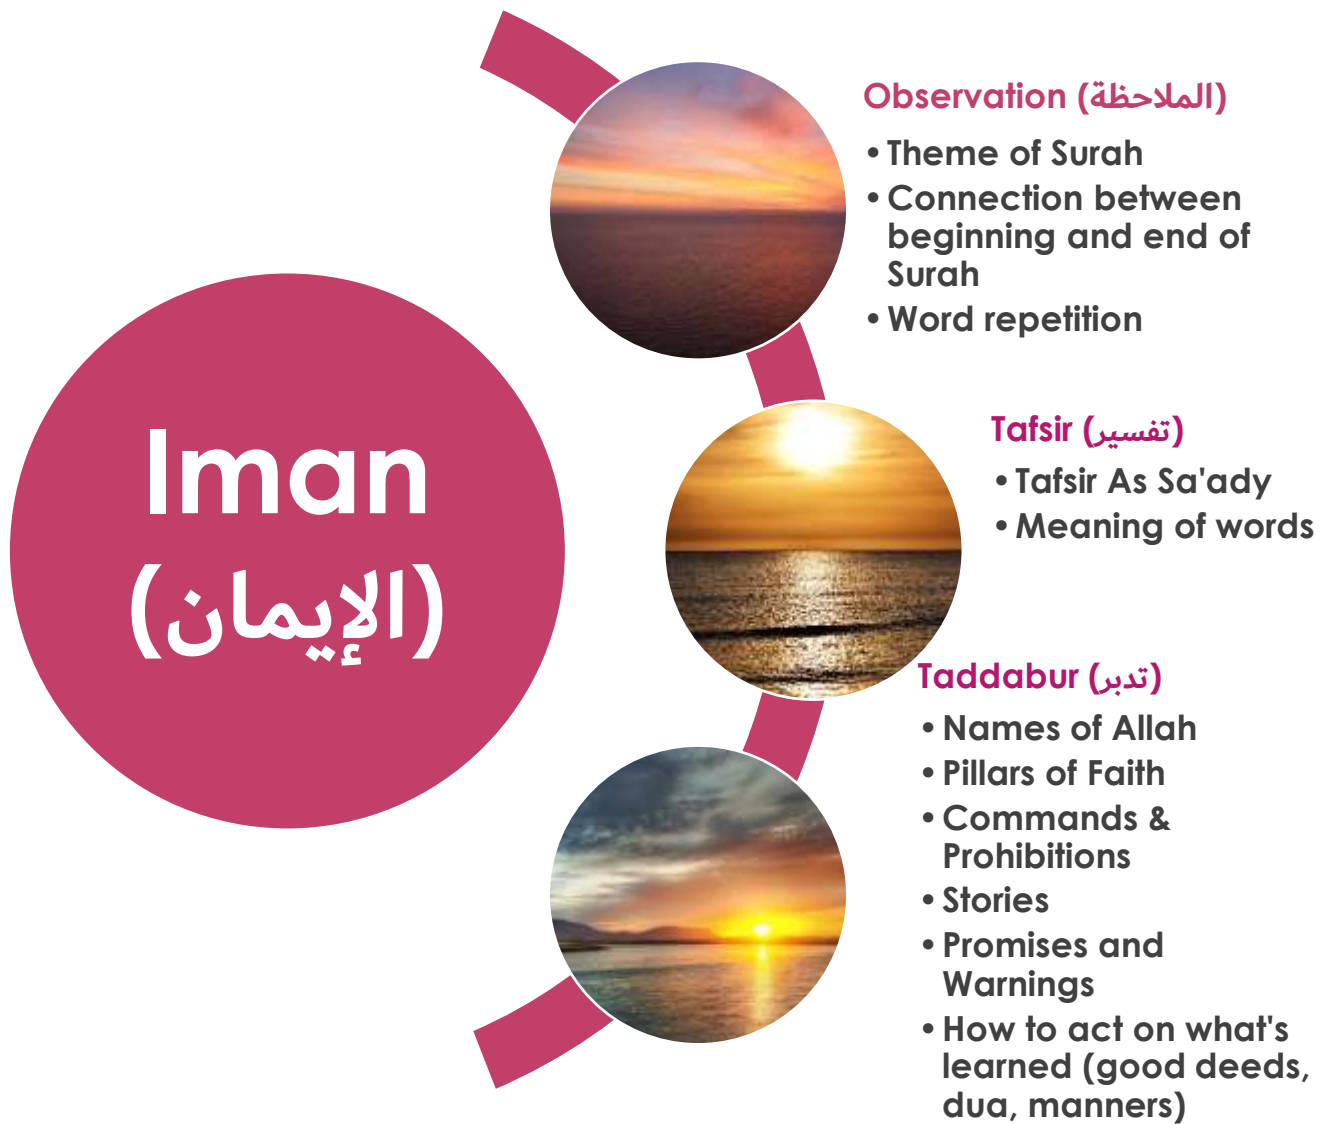 Iman
(الإيمان)
Observation (الملاحظة)
• Theme of Surah
• Connection between
beginning and end of
Surah
• Word repetition
Tafsir (تفسير)
• Tafsir As Sa'ady
• Meaning of words
Taddabur (تدبر)
• Names of Allah
• Pillars of Faith
• Commands &
Prohibitions
• Stories
• Promises and
Warnings
• How to act on what's
learned (good deeds,
dua, manners)